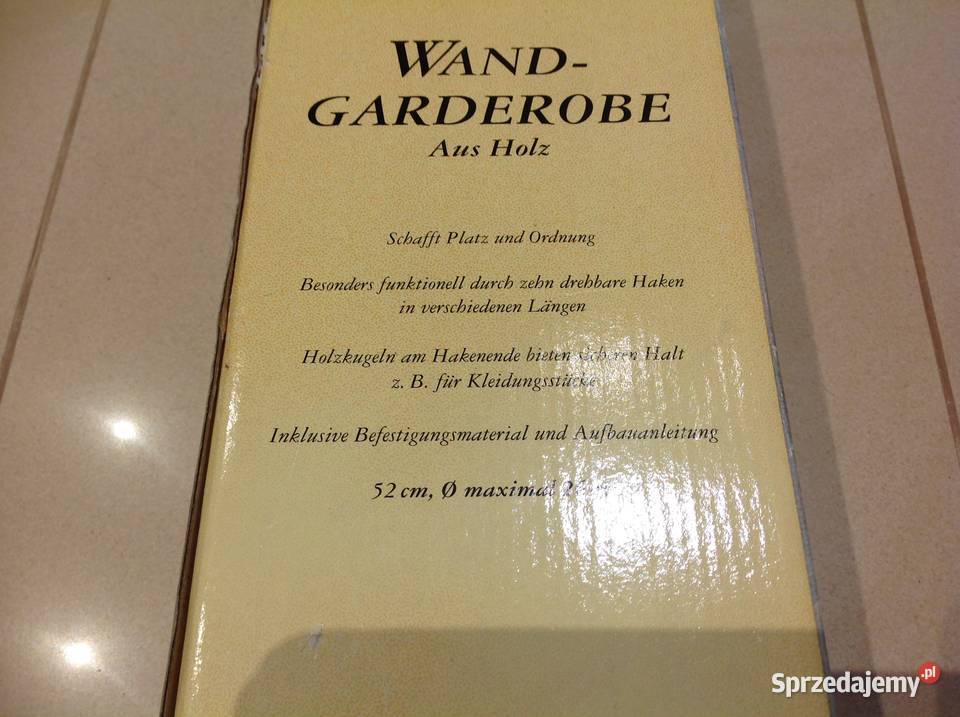 WAND-
GARDEROBE
Aus Holz
Schafft Platz und Ordnung
Besonders funktionell durch zehn drehbare Haken
in verschiedenen Längen
Holzkugeln am Hakenende bieten sicheren Halt
z. B. für Kleidungsstücke
Inklusive Befestigungsmaterial und Aufbauanleitung
52 cm, Ø maximal
Sprzedajemy.pl